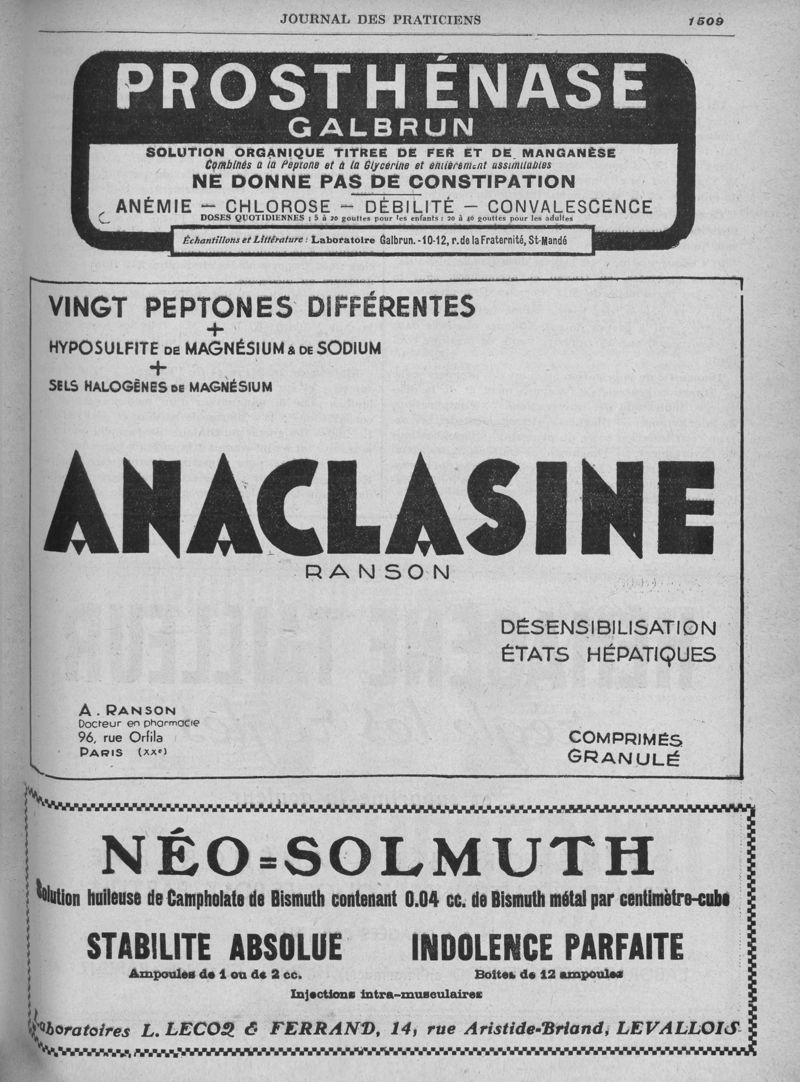 JOURNAL DES PRATICIENS 1509
PROSTHÉNASE
GALBRUN
SOLUTION ORGANIQUE TITREE DE FER ET DE MANGANÈSE
Combinés à la Peptone et à la Glycérine et entièrement assimilables
NE DONNE PAS DE CONSTIPATION
ANÉMIE — CHLOROSE — DÉBILITÉ — CONVALESCENCE
DOSES QUOTIDIENNES : 5 à 20 gouttes pour les enfants : 20 à 40 gouttes pour les adultes
Échantillons et Littérature : Laboratoire Galbrun. - 10-12, r. de la Fraternité, St-Mandé
VINGT PEPTONES DIFFÉRENTES
+
HYPOSULFITE DE MAGNÉSIUM & DE SODIUM
+
SELS HALOGÈNES DE MAGNÉSIUM
ANACLASINE
RANSON
DÉSENSIBILISATION
ÉTATS HÉPATIQUES
A. RANSON
Docteur en pharmacie
96, rue Orfila
PARIS (XXe)
COMPRIMÉS
GRANULÉ
NÉO=SOLMUTH
Solution huileuse de Campholate de Bismuth contenant 0.04 cc. de Bismuth métal par centimètre-cube
STABILITE ABSOLUE INDOLENCE PARFAITE
Ampoules de 1 ou de 2 cc. Boîtes de 12 ampoules
Injections intra-musculaires
Laboratoires L. LECOQ & FERRAND, 14, rue Aristide-Briand, LEVALLOIS